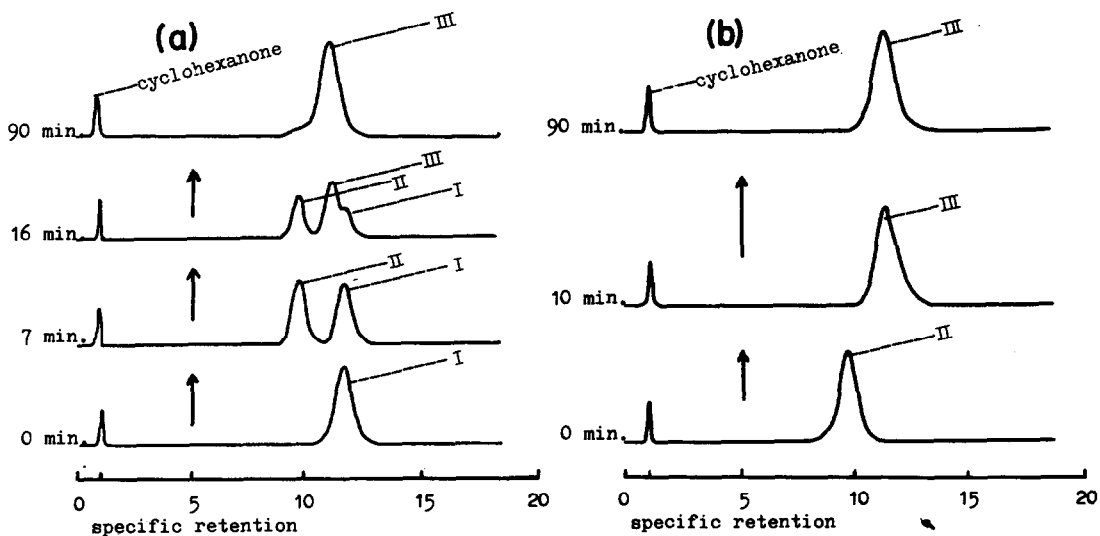 (a)
III
cyclohexanone
90 min.
III
II
I
16 min.
II
I
7 min.
I
0 min.
0 5 10 15 20
specific retention
(b)
III
cyclohexanone
90 min.
III
10 min.
II
0 min.
0 5 10 15 20
specific retention